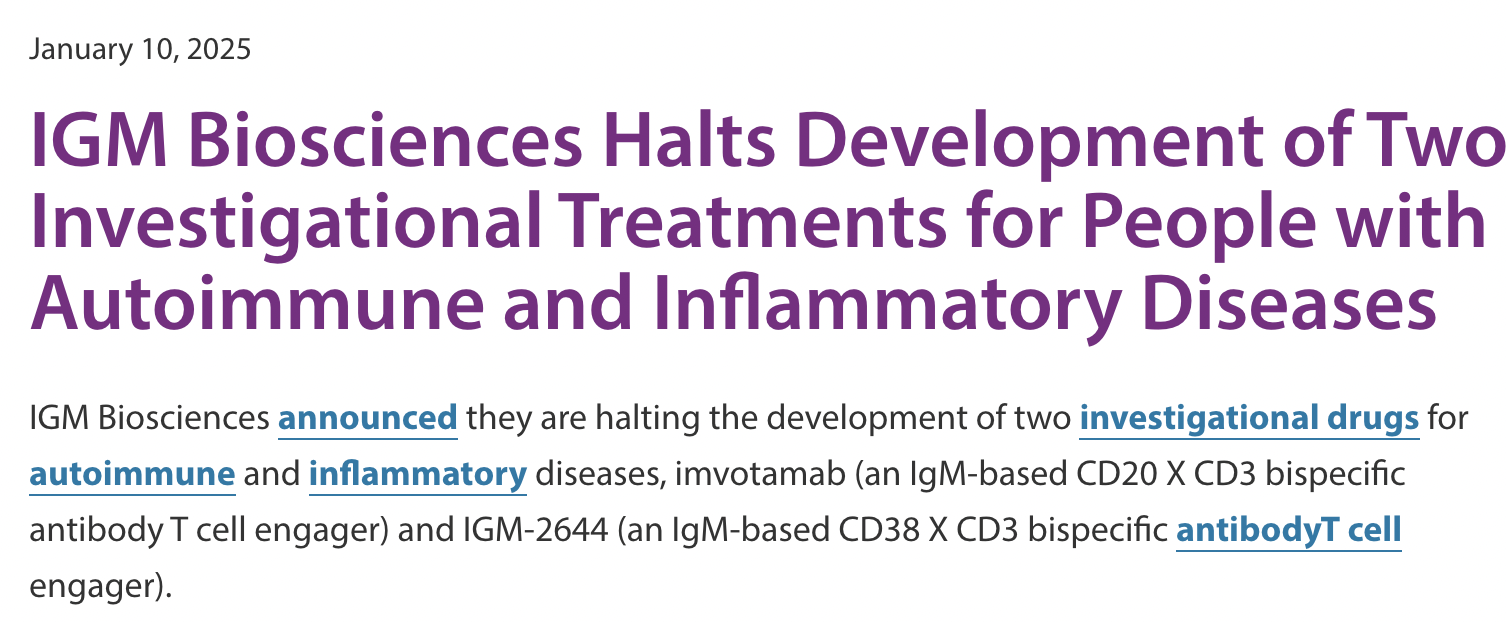 January 10, 2025
IGM Biosciences Halts Development of Two
Investigational Treatments for People with
Autoimmune and Inflammatory Diseases
IGM Biosciences announced they are halting the development of two investigational drugs for
autoimmune and inflammatory diseases, imvotamab (an IgM-based CD20 X CD3 bispecific
antibody T cell engager) and IGM-2644 (an IgM-based CD38 X CD3 bispecific antibodyT cell
engager).